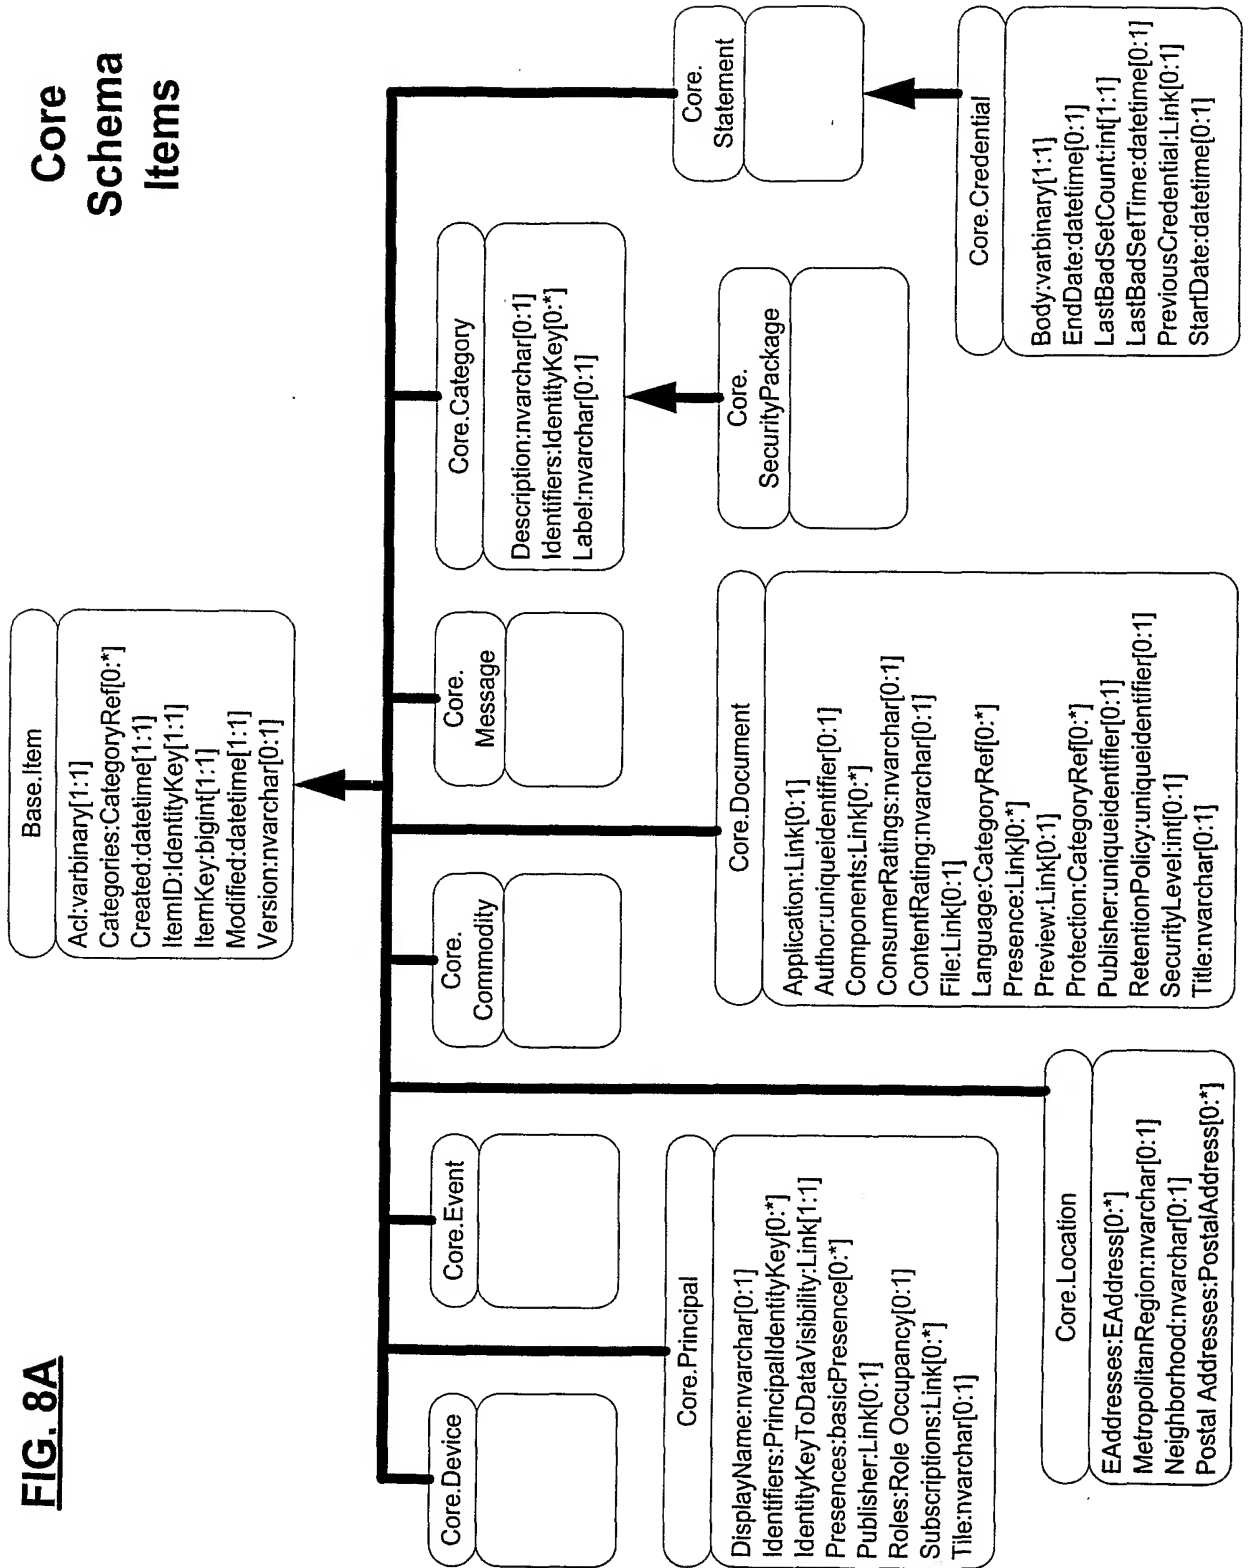 FIG. 8A
Core
Schema
Items
Base.Item
Acl:varbinary[1:1]
Categories:CategoryRef[0:*]
Created:datetime[1:1]
ItemID:IdentityKey[1:1]
ItemKey:bigint[1:1]
Modified:datetime[1:1]
Version:nvarchar[0:1]
Core.Device
Core.Event
Core.
Commodity
Core.
Message
Core.Category
Description:nvarchar[0:1]
Identifiers:IdentityKey[0:*]
Label:nvarchar[0:1]
Core.
Statement
Core.Principal
DisplayName:nvarchar[0:1]
Identifiers:PrincipalIdentityKey[0:*]
IdentityKeyToDataVisibility:Link[1:1]
Presences:basicPresence[0:*]
Publisher:Link[0:1]
Roles:Role Occupancy[0:1]
Subscriptions:Link[0:*]
Tile:nvarchar[0:1]
Core.Document
Application:Link[0:1]
Author:uniqueidentifier[0:1]
Components:Link[0:*]
ConsumerRatings:nvarchar[0:1]
ContentRating:nvarchar[0:1]
File:Link[0:1]
Language:CategoryRef[0:*]
Presence:Link[0:*]
Preview:Link[0:1]
Protection:CategoryRef[0:*]
Publisher:uniqueidentifier[0:1]
RetentionPolicy:uniqueidentifier[0:1]
SecurityLevel:int[0:1]
Title:nvarchar[0:1]
Core.
SecurityPackage
Core.Location
EAddresses:EAddress[0:*]
MetropolitanRegion:nvarchar[0:1]
Neighborhood:nvarchar[0:1]
Postal Addresses:PostalAddress[0:*]
Core.Credential
Body:varbinary[1:1]
EndDate:datetime[0:1]
LastBadSetCount:int[1:1]
LastBadSetTime:datetime[0:1]
PreviousCredential:Link[0:1]
StartDate:datetime[0:1]